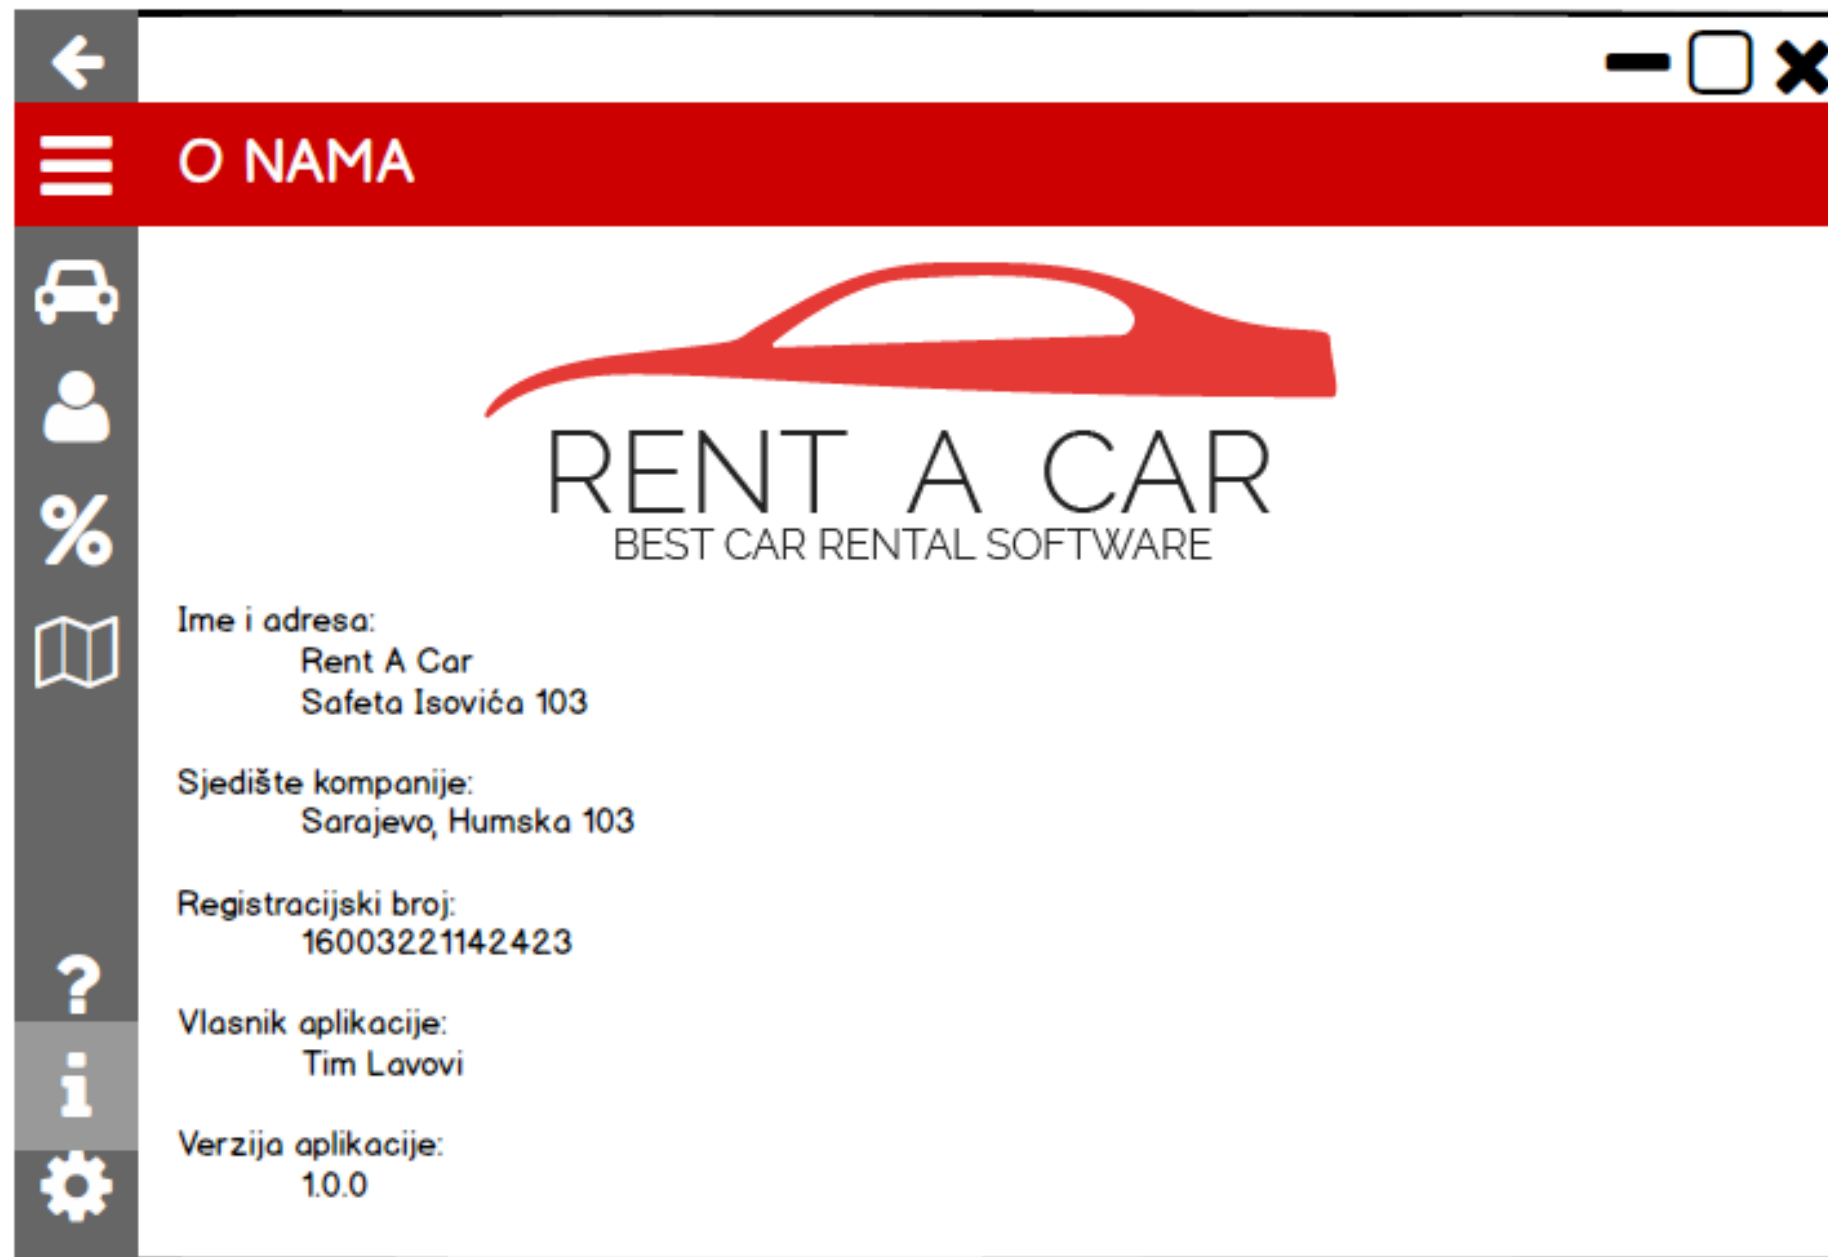 O NAMA
RENT A CAR
BEST CAR RENTAL SOFTWARE
Ime i adresa:
Rent A Car
Safeta Isovića 103
Sjedište kompanije:
Sarajevo, Humska 103
Registracijski broj:
16003221142423
Vlasnik aplikacije:
Tim Lavovi
Verzija aplikacije:
1.0.0